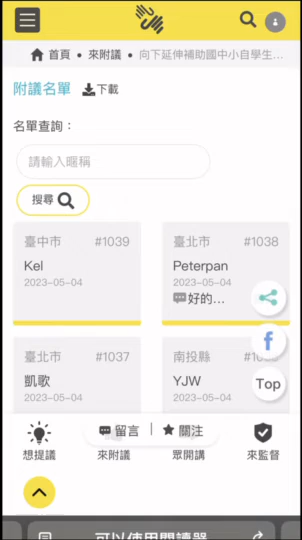 首頁 • 來附議 • 向下延伸補助國中小自學生...
附議名單 下載
名單查詢：
請輸入暱稱
搜尋
臺中市 #1039
Kel
2023-05-04
臺北市 #1038
Peterpan
2023-05-04
好的...
臺北市 #1037
凱歌
2023-05-04
南投縣
YJW
2023-05-04
Top
留言 | 關注
想提議 來附議 眾開講 來監督
可以使用閱讀器